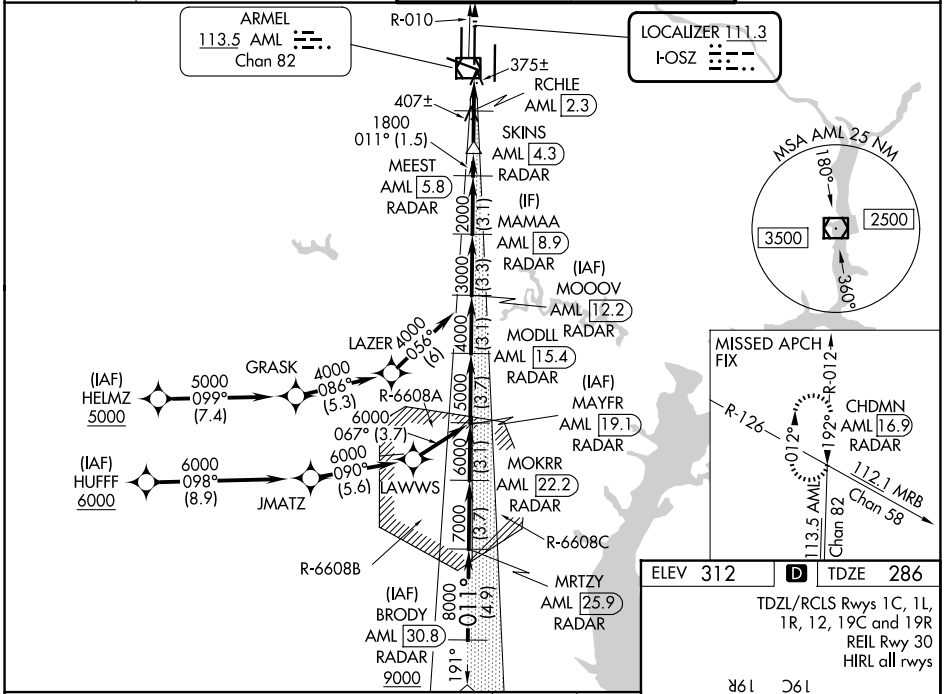 ARMEL
113.5 AML
Chan 82
R-010
LOCALIZER 111.3
I-OSZ
375±
RCHLE
AML 2.3
407±
1800
011° (1.5)
SKINS
AML 4.3
RADAR
MEEST
AML 5.8
RADAR
2000
(3.1)
(IF)
MAMAA
AML 8.9
RADAR
3000
(3.3)
(IAF)
MOOOV
AML 12.2
RADAR
4000
(3.1)
MODLL
AML 15.4
RADAR
LAZER
4000
056°
(6)
GRASK
4000
086°
(5.3)
(IAF)
HELMZ
5000
5000
099°
(7.4)
R-6608A
5000
(3.7)
(IAF)
MAYFR
AML 19.1
RADAR
6000
067° (3.7)
6000
(3.1)
MOKRR
AML 22.2
RADAR
(IAF)
HUFFF
6000
6000
098°
(8.9)
JMATZ
6000
090°
(5.6)
LAWWS
7000
(3.7)
R-6608C
R-6608B
MRTZY
AML 25.9
RADAR
(IAF)
BRODY
AML 30.8
RADAR
9000
8000
011°
(4.9)
191°
MSA AML 25 NM
180°
3500
2500
360°
MISSED APCH
FIX
R-012
R-126
012°
192°
CHDMN
AML 16.9
RADAR
112.1 MRB
Chan 58
113.5 AML
Chan 82
ELEV 312
D
TDZE 286
TDZL/RCLS Rwys 1C, 1L,
1R, 12, 19C and 19R
REIL Rwy 30
HIRL all rwys
19R
19C